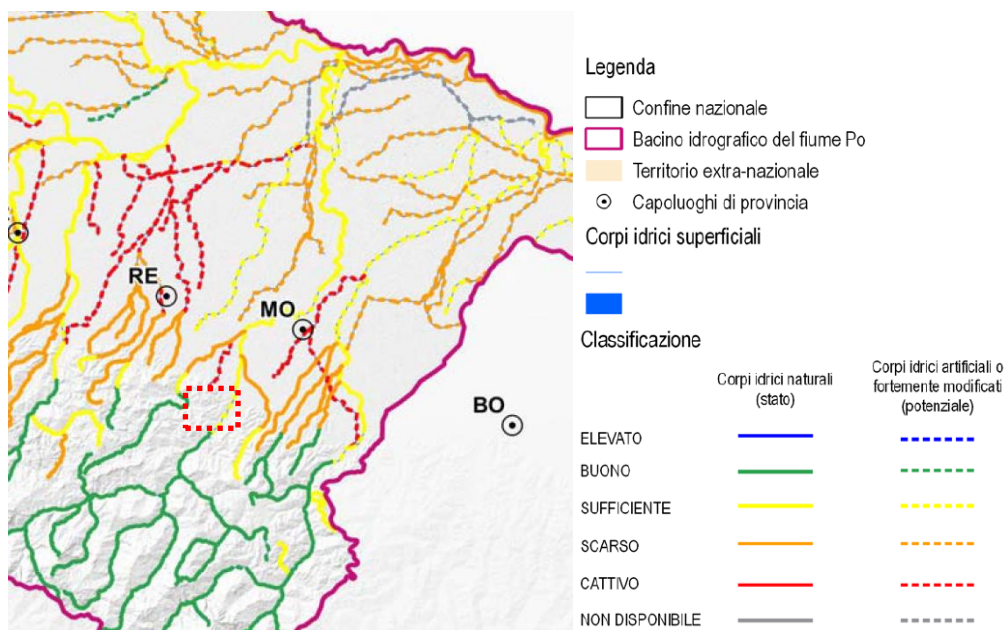 RE
MO
BO
Legenda
Confine nazionale
Bacino idrografico del fiume Po
Territorio extra-nazionale
Capoluoghi di provincia
Corpi idrici superficiali
Classificazione
Corpi idrici naturali
(stato)
Corpi idrici artificiali o
fortemente modificati
(potenziale)
ELEVATO
BUONO
SUFFICIENTE
SCARSO
CATTIVO
NON DISPONIBILE